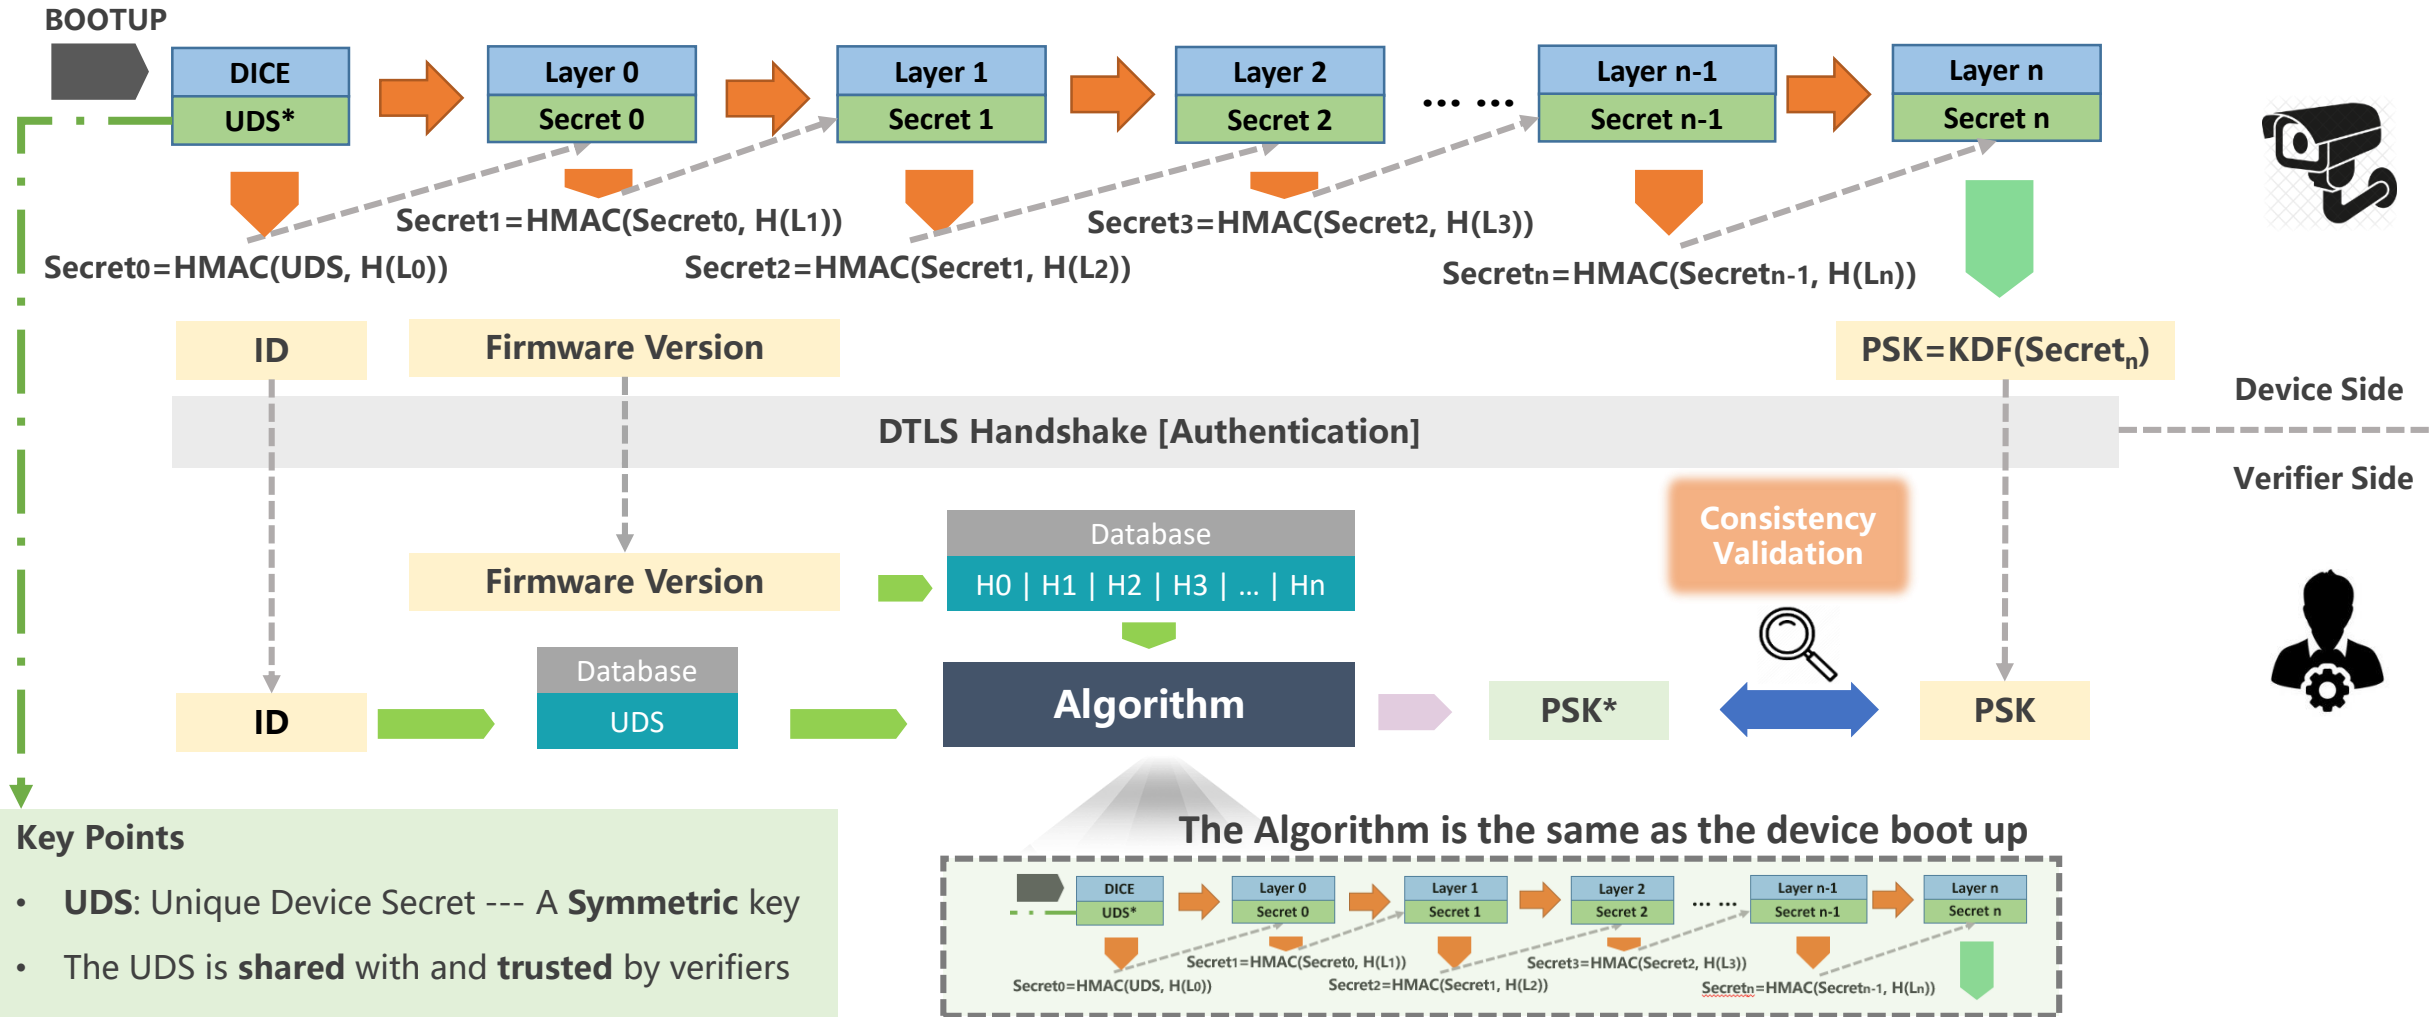 BOOTUP
DICE
UDS*
Layer 0
Secret 0
Layer 1
Secret 1
Layer 2
Secret 2
... ...
Layer n-1
Secret n-1
Layer n
Secret n
Secret1=HMAC(Secret0, H(L1))
Secret3=HMAC(Secret2, H(L3))
Secret0=HMAC(UDS, H(L0))
Secret2=HMAC(Secret1, H(L2))
Secretn=HMAC(Secretn-1, H(Ln))
ID
Firmware Version
PSK=KDF(Secretn)
Device Side
DTLS Handshake [Authentication]
Verifier Side
Consistency
Validation
Database
H0 | H1 | H2 | H3 | ... | Hn
Firmware Version
Database
UDS
ID
Algorithm
PSK*
PSK
Key Points
• UDS: Unique Device Secret --- A Symmetric key
• The UDS is shared with and trusted by verifiers
The Algorithm is the same as the device boot up
DICE
UDS*
Layer 0
Secret 0
Layer 1
Secret 1
Layer 2
Secret 2
... ...
Layer n-1
Secret n-1
Layer n
Secret n
Secret1=HMAC(Secret0, H(L1))
Secret3=HMAC(Secret2, H(L3))
Secret0=HMAC(UDS, H(L0))
Secret2=HMAC(Secret1, H(L2))
Secretn=HMAC(Secretn-1, H(Ln))